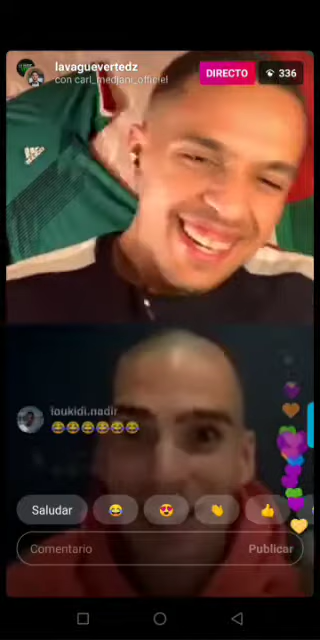 lavaguevertedz
con carl_medjani_officiel
DIRECTO
336
loukidi.nadir
😂😂😂😂😂😂
Saludar
😂 😍 👏 👍
Comentario
Publicar